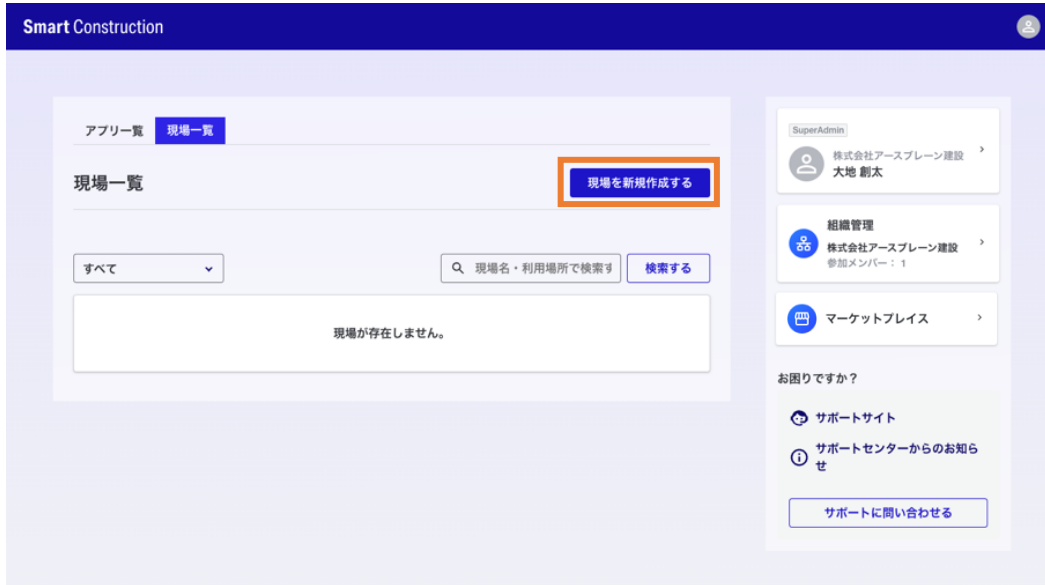 Smart Construction
アプリ一覧 現場一覧
現場一覧
現場を新規作成する
すべて
現場名・利用場所で検索す
検索する
現場が存在しません。
SuperAdmin
株式会社アースブレーン建設
大地 創太
組織管理
株式会社アースブレーン建設
参加メンバー： 1
マーケットプレイス
お困りですか？
サポートサイト
サポートセンターからのお知ら
せ
サポートに問い合わせる